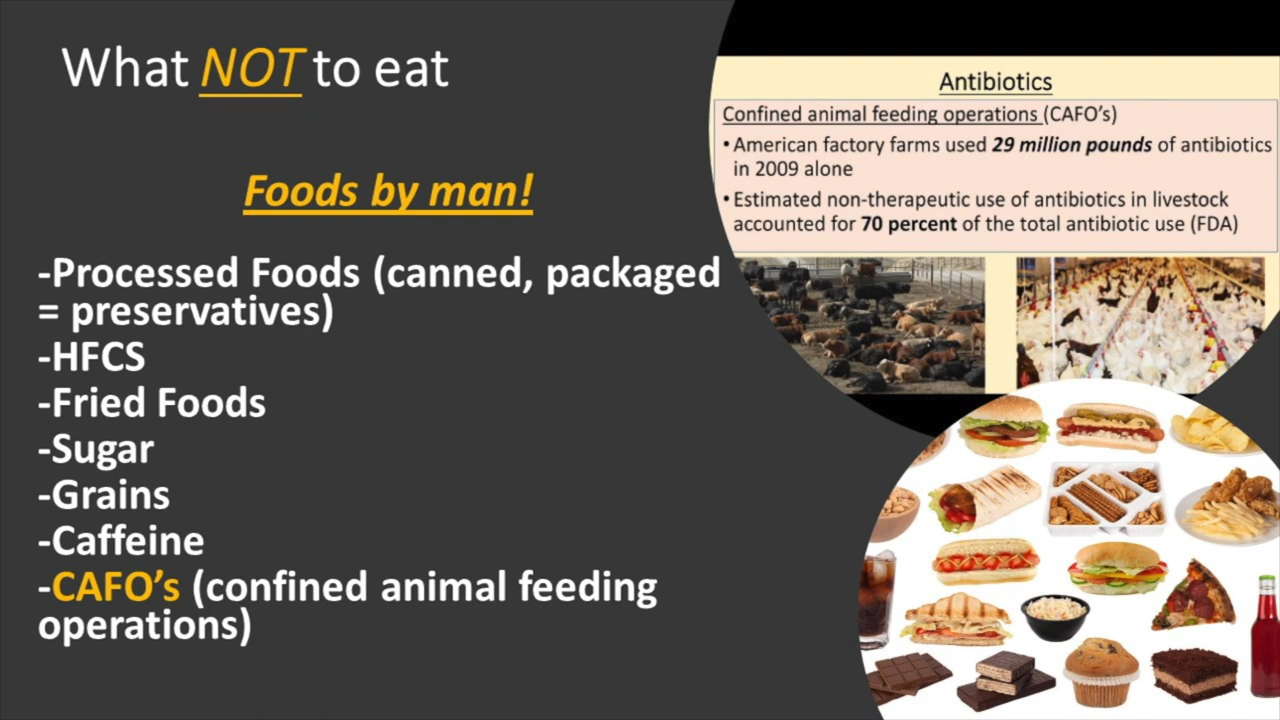 What NOT to eat
Foods by man!
-Processed Foods (canned, packaged
= preservatives)
-HFCS
-Fried Foods
-Sugar
-Grains
-Caffeine
-CAFO’s (confined animal feeding
operations)
Antibiotics
Confined animal feeding operations (CAFO’s)
• American factory farms used 29 million pounds of antibiotics
in 2009 alone
• Estimated non-therapeutic use of antibiotics in livestock
accounted for 70 percent of the total antibiotic use (FDA)